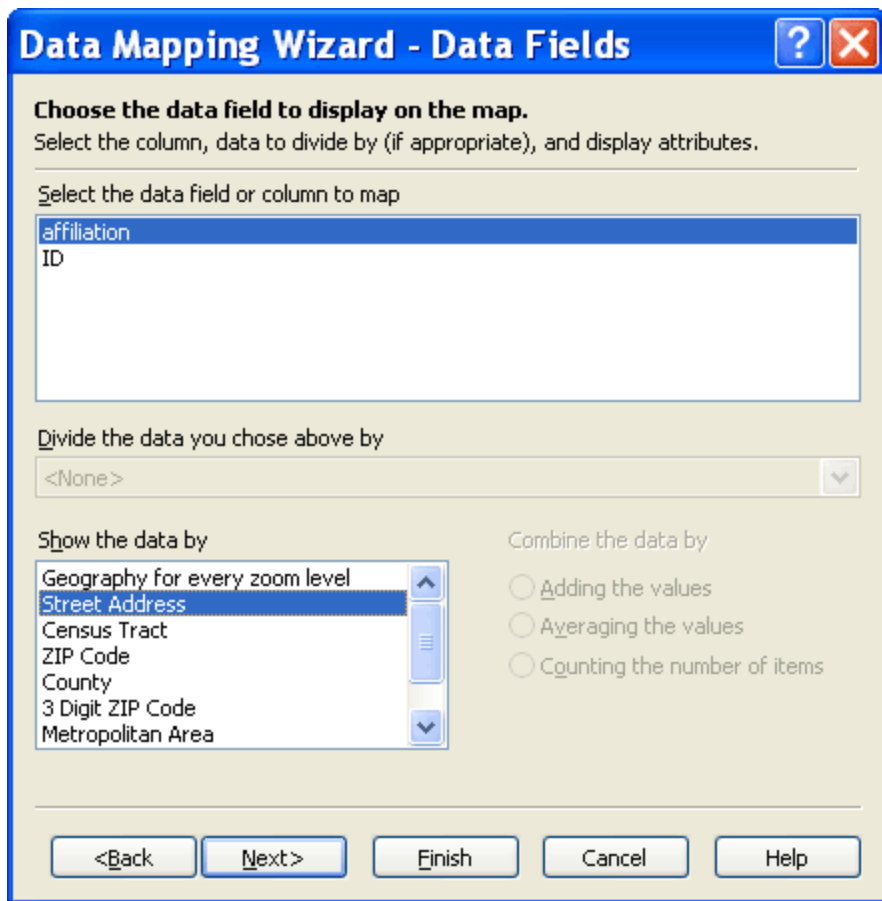 Data Mapping Wizard - Data Fields
?
Choose the data field to display on the map.
Select the column, data to divide by (if appropriate), and display attributes.
Select the data field or column to map
affiliation
ID
Divide the data you chose above by
<None>
Show the data by
Geography for every zoom level
Street Address
Census Tract
ZIP Code
County
3 Digit ZIP Code
Metropolitan Area
Combine the data by
Adding the values
Averaging the values
Counting the number of items
<Back
Next>
Finish
Cancel
Help